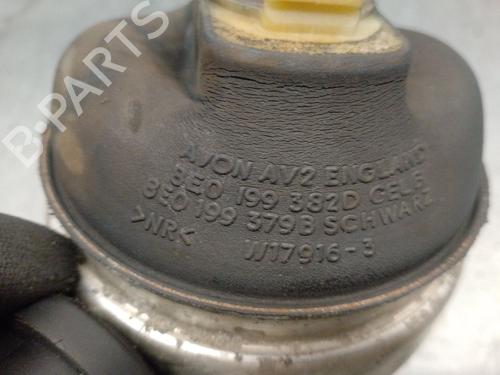 B-PARTS
AVON AV2 ENGLAND
8E0 199 382D GELB
8E0 199 379B SCHWARZ
>NR< W17916-3